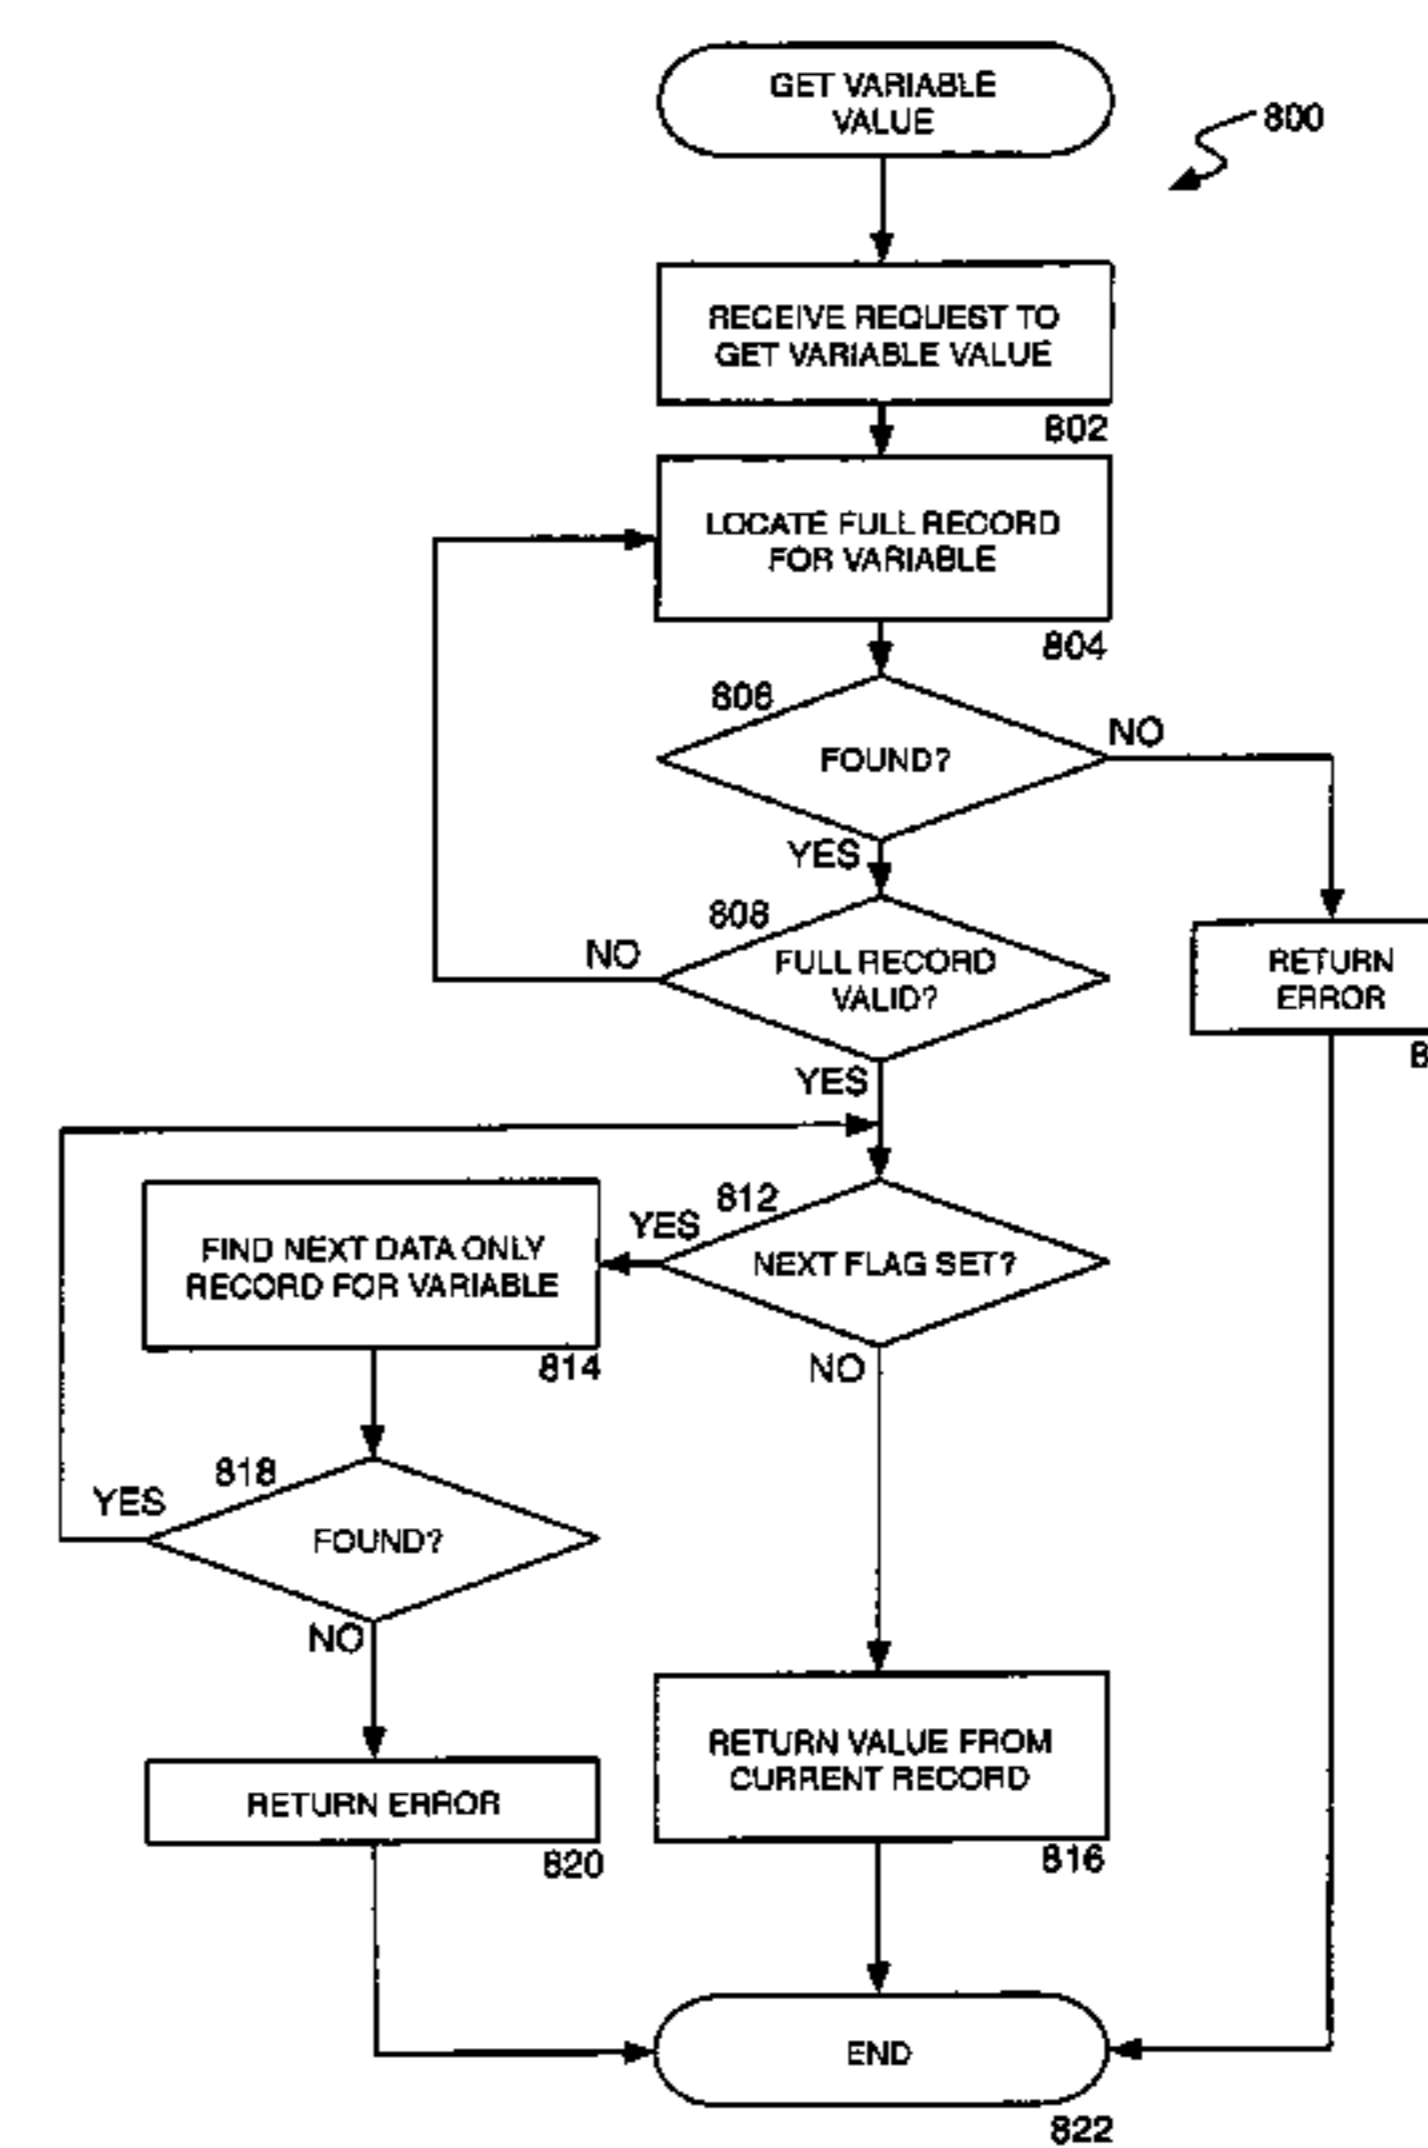 GET VARIABLE
VALUE
800
RECEIVE REQUEST TO
GET VARIABLE VALUE
802
LOCATE FULL RECORD
FOR VARIABLE
804
806
FOUND?
NO
YES
808
FULL RECORD
VALID?
NO
RETURN
ERROR
8
YES
812
NEXT FLAG SET?
YES
FIND NEXT DATA ONLY
RECORD FOR VARIABLE
814
NO
818
YES
FOUND?
NO
RETURN VALUE FROM
CURRENT RECORD
816
RETURN ERROR
820
END
822